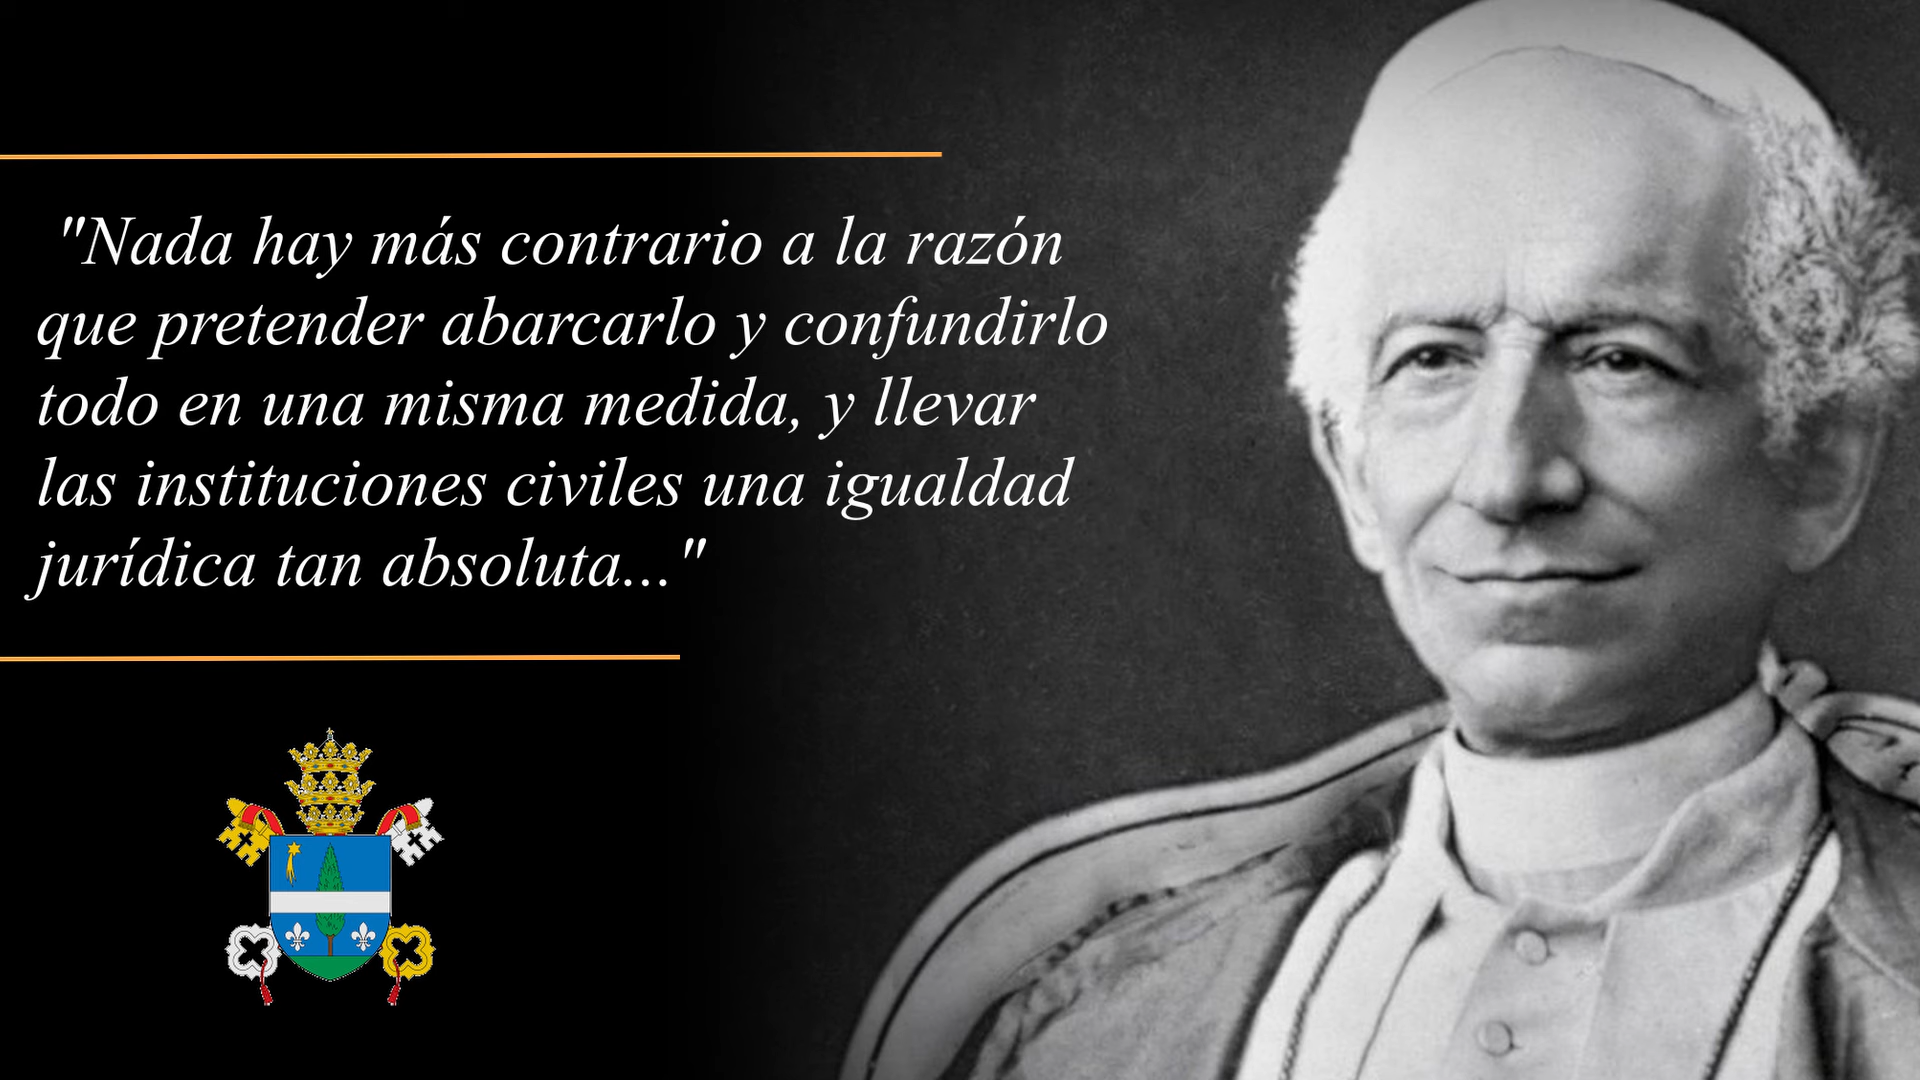 "Nada hay más contrario a la razón
que pretender abarcarlo y confundirlo
todo en una misma medida, y llevar
las instituciones civiles una igualdad
jurídica tan absoluta..."